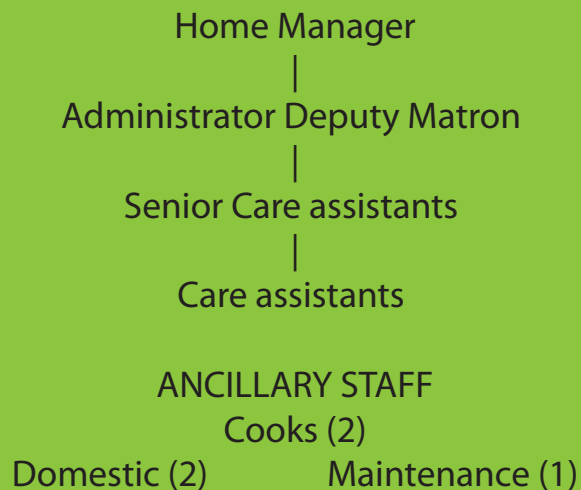 Home Manager
|
Administrator Deputy Matron
|
Senior Care assistants
|
Care assistants
ANCILLARY STAFF
Cooks (2)
Domestic (2) Maintenance (1)